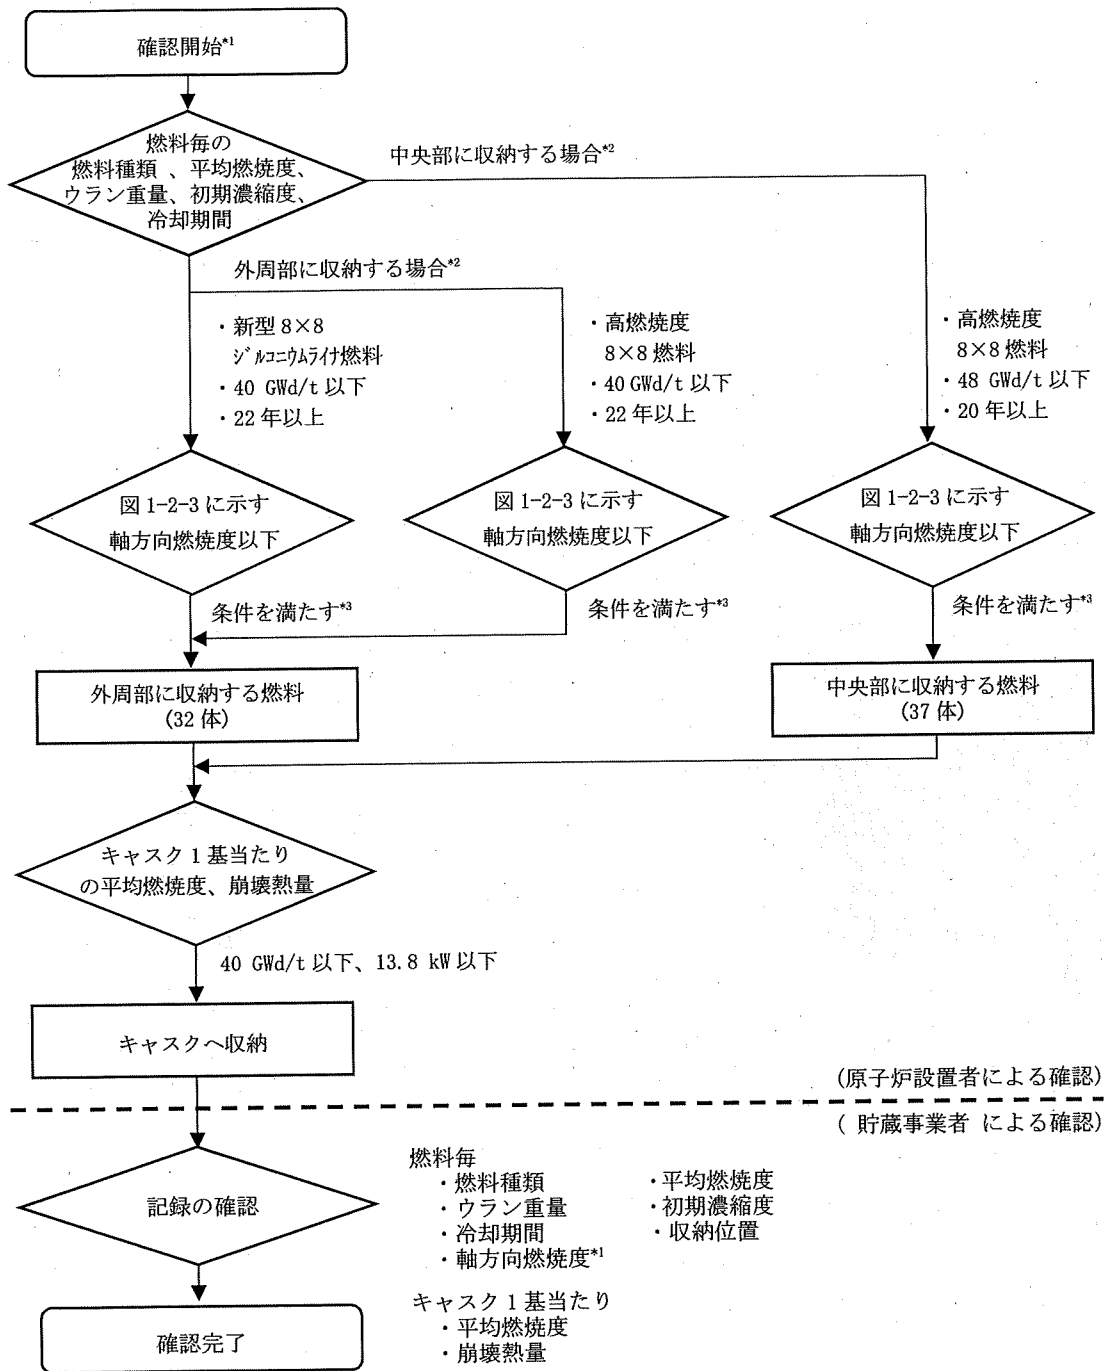 確認開始*1
燃料毎の
燃料種類 、平均燃焼度、
ウラン重量、初期濃縮度、
冷却期間
中央部に収納する場合*2
外周部に収納する場合*2
・新型 8×8
ジルコニウムライナ燃料
・40 GWd/t 以下
・22 年以上
・高燃焼度
8×8 燃料
・40 GWd/t 以下
・22 年以上
・高燃焼度
8×8 燃料
・48 GWd/t 以下
・20 年以上
図 1-2-3 に示す
軸方向燃焼度以下
図 1-2-3 に示す
軸方向燃焼度以下
図 1-2-3 に示す
軸方向燃焼度以下
条件を満たす*3
条件を満たす*3
条件を満たす*3
外周部に収納する燃料
(32 体)
中央部に収納する燃料
(37 体)
キャスク 1 基当たり
の平均燃焼度、崩壊熱量
40 GWd/t 以下、13.8 kW 以下
キャスクへ収納
(原子炉設置者による確認)
( 貯蔵事業者 による確認)
記録の確認
燃料毎
・燃料種類
・ウラン重量
・冷却期間
・軸方向燃焼度*1
・平均燃焼度
・初期濃縮度
・収納位置
キャスク 1 基当たり
・平均燃焼度
・崩壊熱量
確認完了